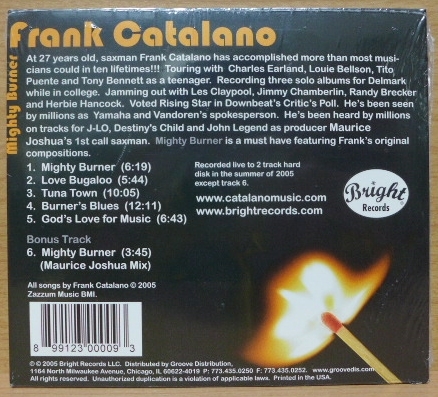 Frank Catalano
Mighty Burner
At 27 years old, saxman Frank Catalano has accomplished more than most musi-
cians could in ten lifetimes!!! Touring with Charles Earland, Louie Bellson, Tito
Puente and Tony Bennett as a teenager. Recording three solo albums for Delmark
while in college. Jamming out with Les Claypool, Jimmy Chamberlin, Randy Brecker
and Herbie Hancock. Voted Rising Star in Downbeat's Critic's Poll. He's been seen
by millions as Yamaha and Vandoren's spokesperson. He's been heard by millions
on tracks for J-LO, Destiny's Child and John Legend as producer Maurice
Joshua's 1st call saxman. Mighty Burner is a must have featuring Frank's original
compositions.
1. Mighty Burner (6:19)
2. Love Bugaloo (5:44)
3. Tuna Town (10:05)
4. Burner's Blues (12:11)
5. God's Love for Music (6:43)
Recorded live to 2 track hard
disk in the summer of 2005
except track 6.
www.catalanomusic.com
www.brightrecords.com
Bright
Records
Bonus Track
6. Mighty Burner (3:45)
(Maurice Joshua Mix)
All songs by Frank Catalano © 2005
Zazzum Music BMI.
8 99123 00009 3
℗ © 2005 Bright Records LLC. Distributed by Groove Distribution,
1164 North Milwaukee Avenue, Chicago, IL 60622-4019 P: 773.435.0250 F: 773.435.0252. www.groovedis.com
All rights reserved. Unauthorized duplication is a violation of applicable laws. Printed in the USA.